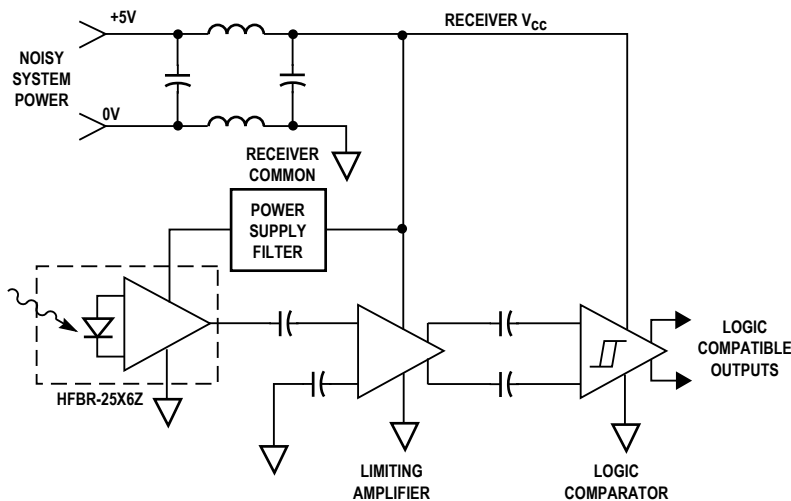 +5V
RECEIVER Vcc
NOISY
SYSTEM
POWER
0V
RECEIVER
COMMON
POWER
SUPPLY
FILTER
LOGIC
COMPATIBLE
OUTPUTS
HFBR-25X6Z
LIMITING
AMPLIFIER
LOGIC
COMPARATOR